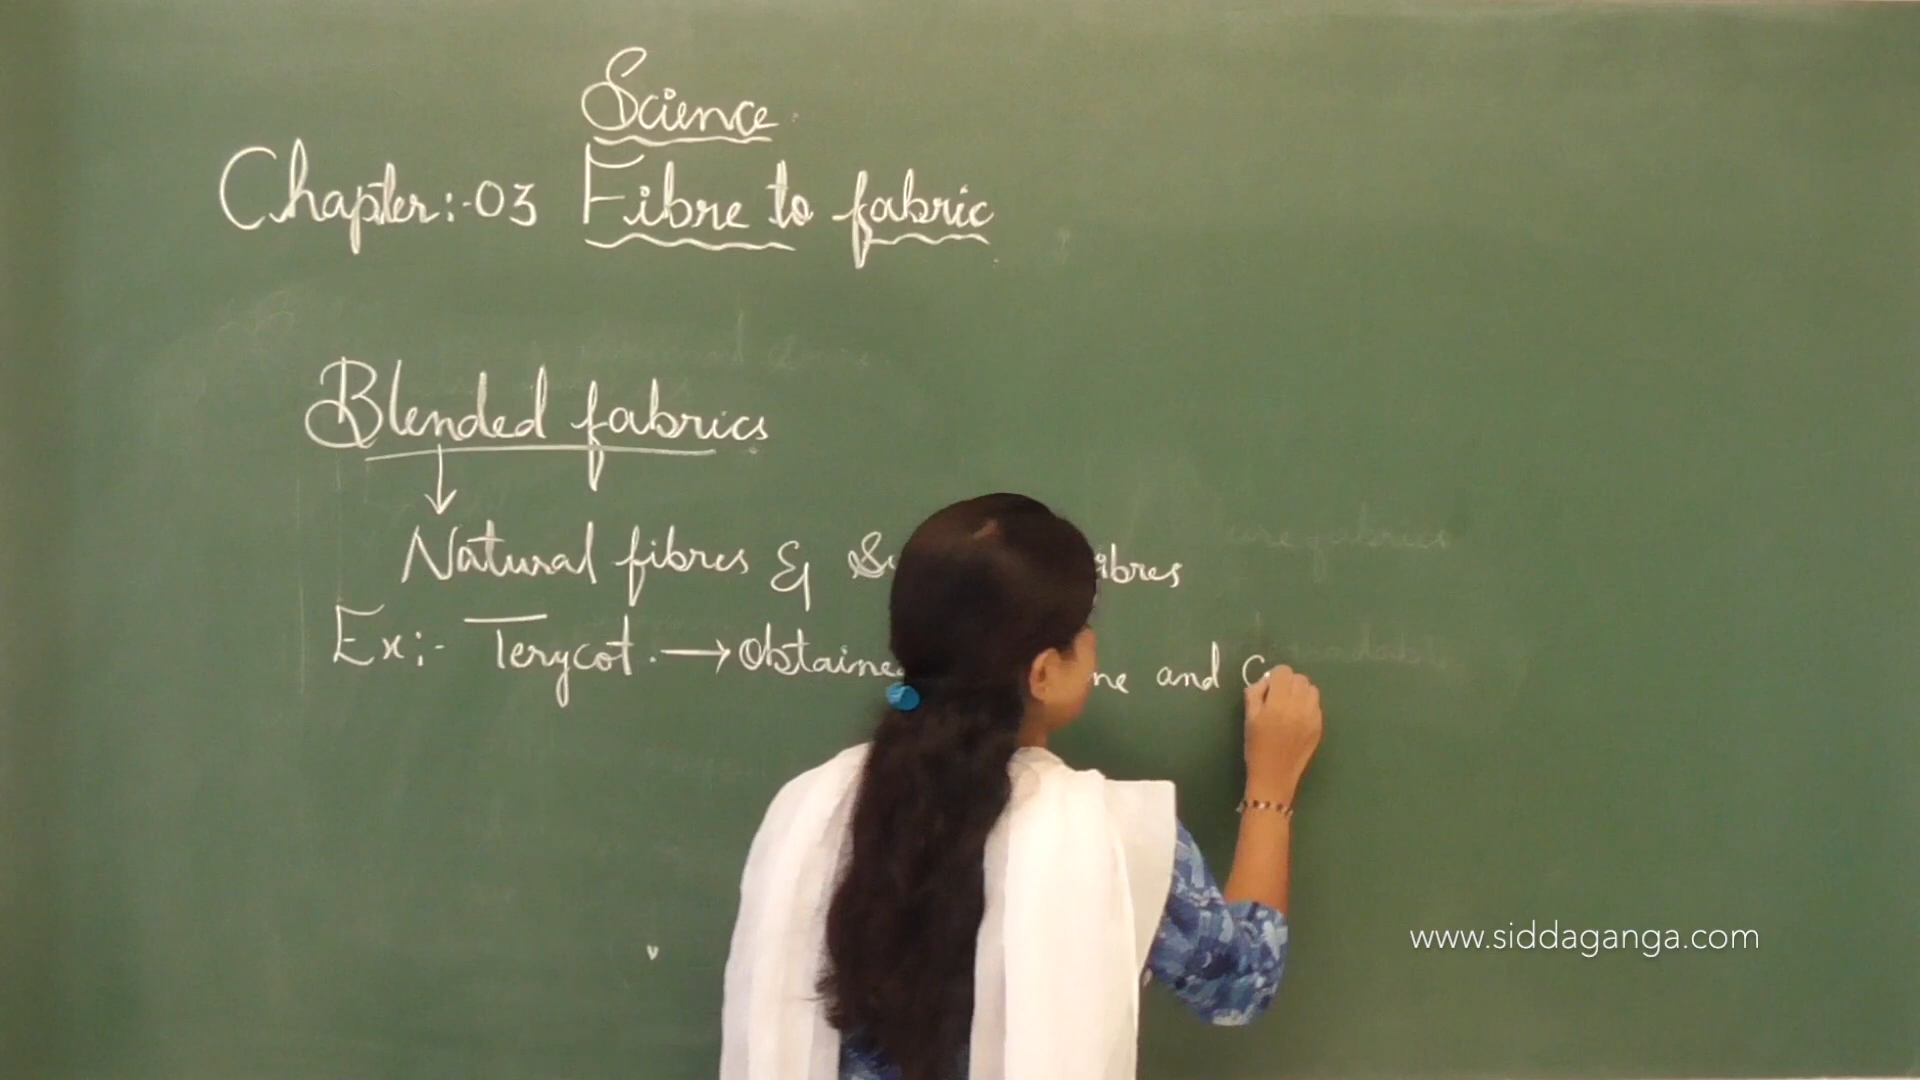 Science
Chapter:-03 Fibre to fabric
Blended fabrics
Natural fibres &
Ex:- Terycot. → Obtaine and
www.siddaganga.com